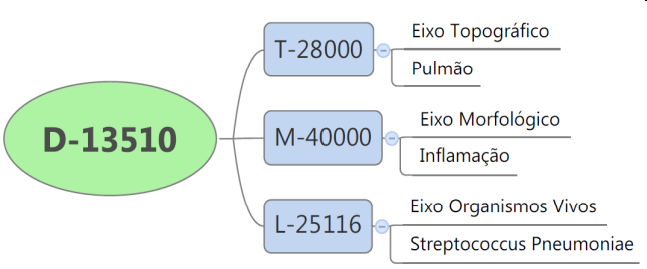 D-13510
T-28000
Eixo Topográfico
Pulmão
M-40000
Eixo Morfológico
Inflamação
L-25116
Eixo Organismos Vivos
Streptococcus Pneumoniae